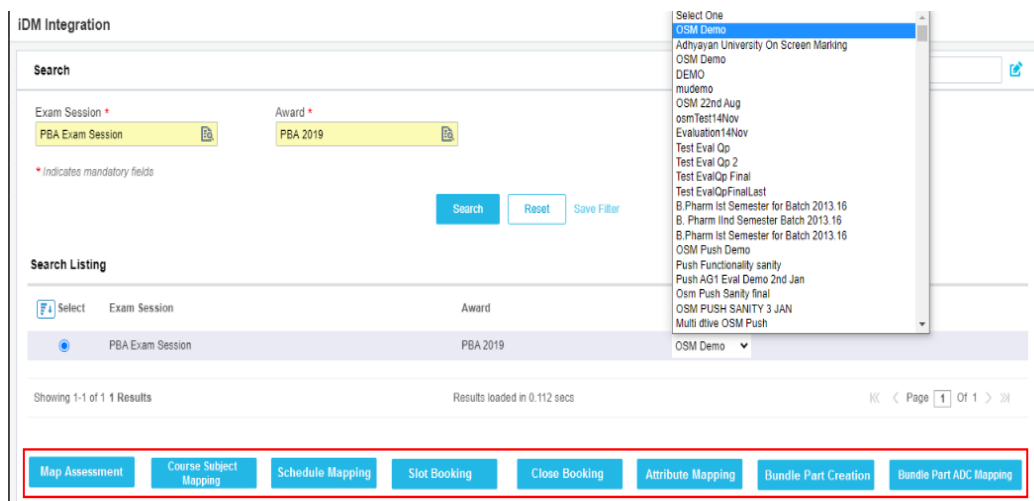 iDM Integration
Search
Exam Session *
Award *
PBA Exam Session
PBA 2019
* Indicates mandatory fields
Search
Reset
Save Filter
Select One
OSM Demo
Adhyayan University On Screen Marking
OSM Demo
DEMO
mudemo
OSM 22nd Aug
osmTest14Nov
Evaluation14Nov
Test Eval Qp
Test Eval Qp 2
Test EvalQp Final
Test EvalQpFinalLast
B.Pharm Ist Semester for Batch 2013.16
B. Pharm IInd Semester Batch 2013.16
B.Pharm Ist Semester for Batch 2013.16
OSM Push Demo
Push Functionality sanity
Push AG1 Eval Demo 2nd Jan
Osm Push Sanity final
OSM PUSH SANITY 3 JAN
Multi dtive OSM Push
Search Listing
Select
Exam Session
Award
PBA Exam Session
PBA 2019
OSM Demo
Showing 1-1 of 1 1 Results
Results loaded in 0.112 secs
Page 1 Of 1
Map Assessment
Course Subject
Mapping
Schedule Mapping
Slot Booking
Close Booking
Attribute Mapping
Bundle Part Creation
Bundle Part ADC Mapping